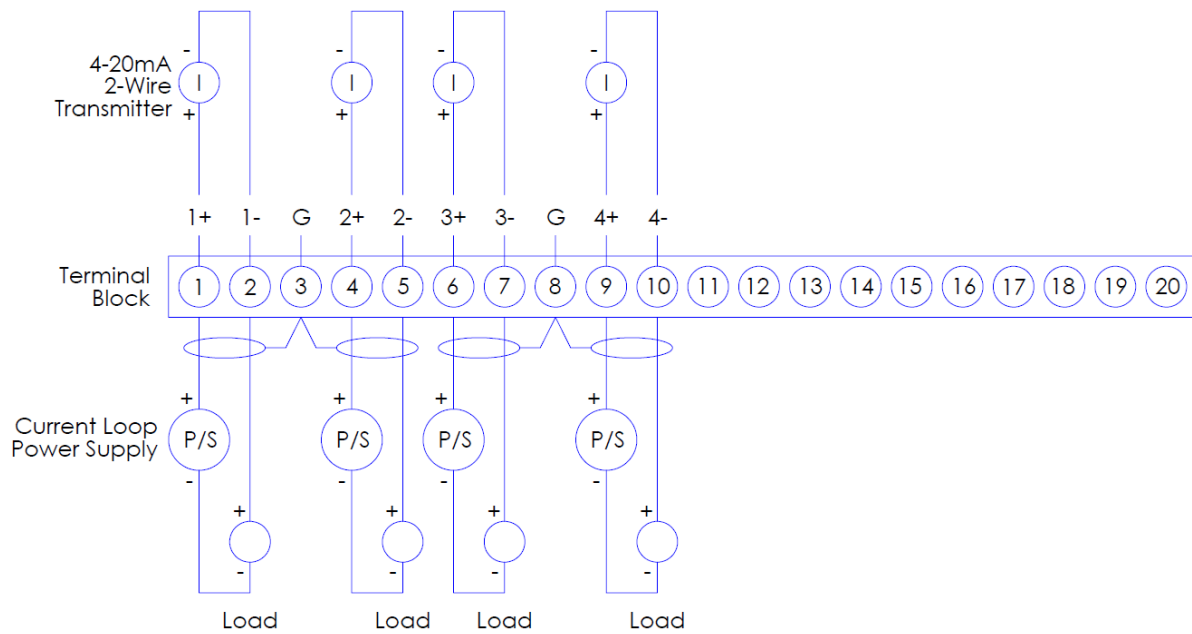 - - - -
4-20mA
2-Wire
Transmitter
I I I I
+ + + +
1+ 1- G 2+ 2- 3+ 3- G 4+ 4-
Terminal
Block
1 2 3 4 5 6 7 8 9 10 11 12 13 14 15 16 17 18 19 20
+ + + +
Current Loop
Power Supply
P/S P/S P/S P/S
- - - -
+ + + +
- - - -
Load Load Load Load